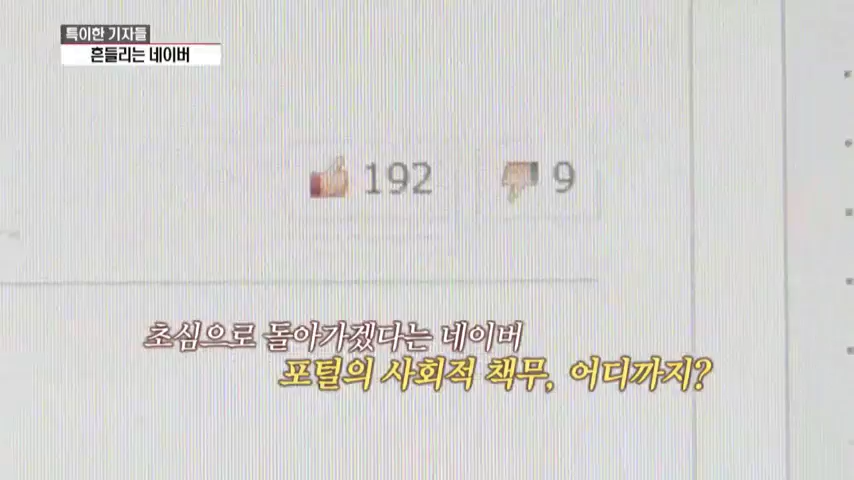 특이한 기자들
흔들리는 네이버
192 9
초심으로 돌아가겠다는 네이버
포털의 사회적 책무, 어디까지?